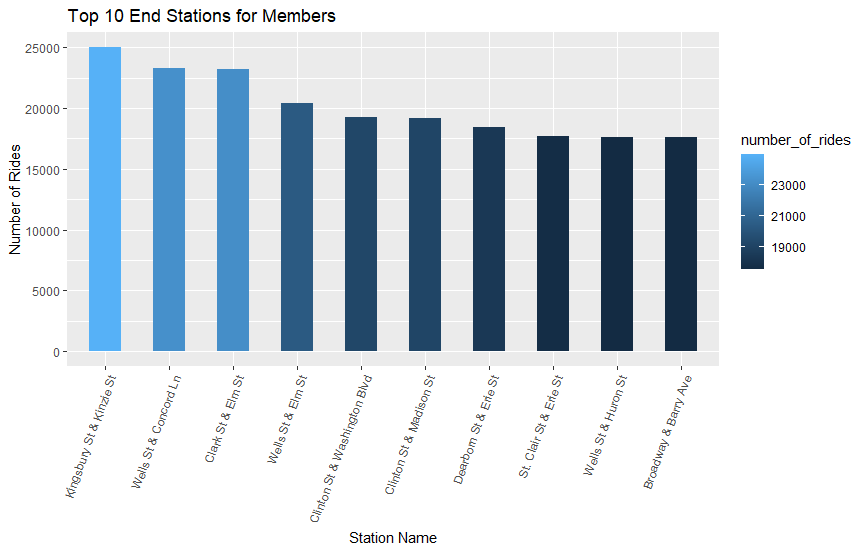 Top 10 End Stations for Members
Number of Rides
25000
20000
15000
10000
5000
0
Kingsbury St & Kinzie St
Wells St & Concord Ln
Clark St & Elm St
Wells St & Elm St
Clinton St & Washington Blvd
Clinton St & Madison St
Dearborn St & Erie St
St. Clair St & Erie St
Wells St & Huron St
Broadway & Barry Ave
Station Name
number_of_rides
23000
21000
19000